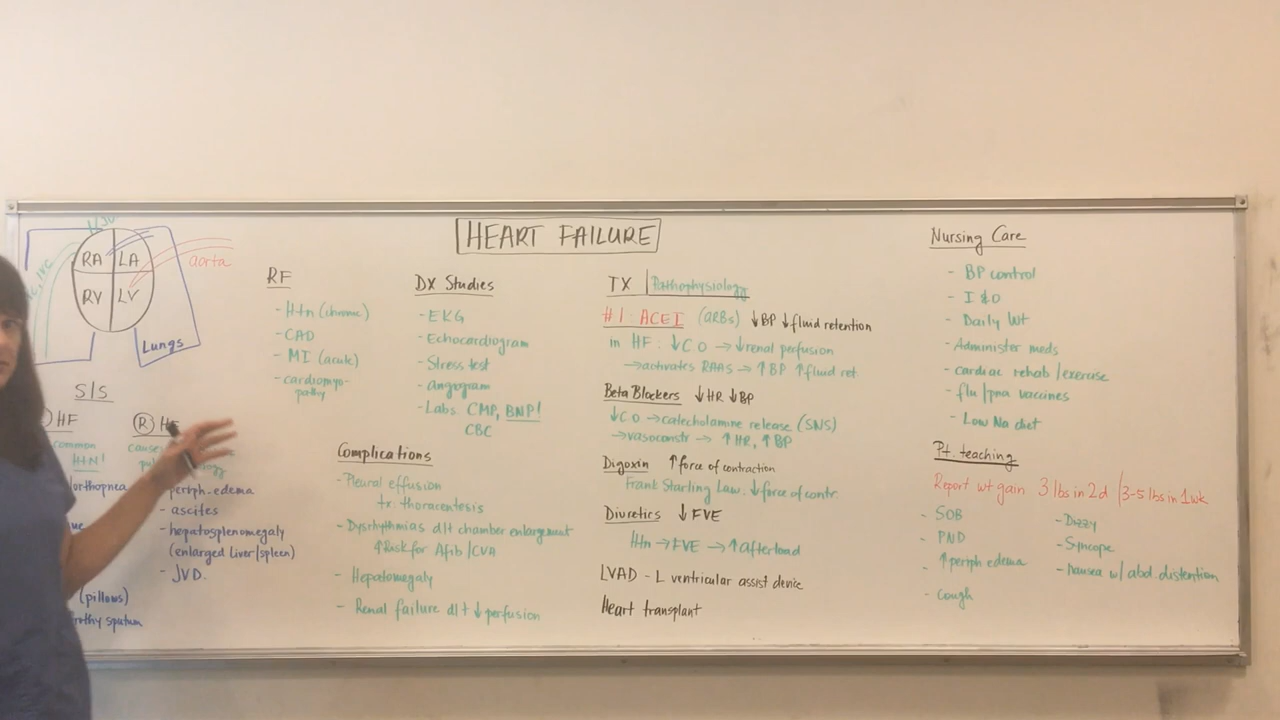 HEART FAILURE
RA LA
RV LV
aorta
Lungs
S/S
HF
common
HTN!
orthopnea
(pillows)
sputum
(R) HF
periph. edema
- ascites
- hepatosplenomegaly
(enlarged liver/spleen)
- JVD.
RF
- Htn (chronic)
- CAD
- MI (acute)
- cardiomyo-
pathy
DX Studies
- EKG
- Echocardiogram
- Stress test
- angiogram
- Labs CMP, BNP!
CBC
Complications
- Pleural effusion
tx: thoracentesis
- Dysrhythmias d/t chamber enlargement
↑Risk for Afib/CVA
- Hepatomegaly
- Renal failure d/t ↓ perfusion
TX | Pathophysiology
#1: ACEI (ARBs) ↓BP ↓fluid retention
in HF: ↓CO → ↓renal perfusion
→activates RAAS → ↑BP ↑fluid ret.
Beta Blockers ↓HR ↓BP
↓CO → catecholamine release (SNS)
→vasoconstr → ↑HR, ↑BP
Digoxin ↑force of contraction
Frank Starling Law. ↓force of contr
Diuretics ↓FVE
Htn → FVE → ↑afterload
LVAD - L ventricular assist device
Heart transplant
Nursing Care
- BP control
- I&O
- Daily Wt
- Administer meds
- cardiac rehab/exercise
- flu/pna vaccines
- Low Na diet
Pt. teaching
Report wt gain 3 lbs in 2d / 3-5 lbs in 1wk
- SOB
- PND
- ↑periph edema
- Cough
- Dizzy
- Syncope
- Nausea w/ abd. distention